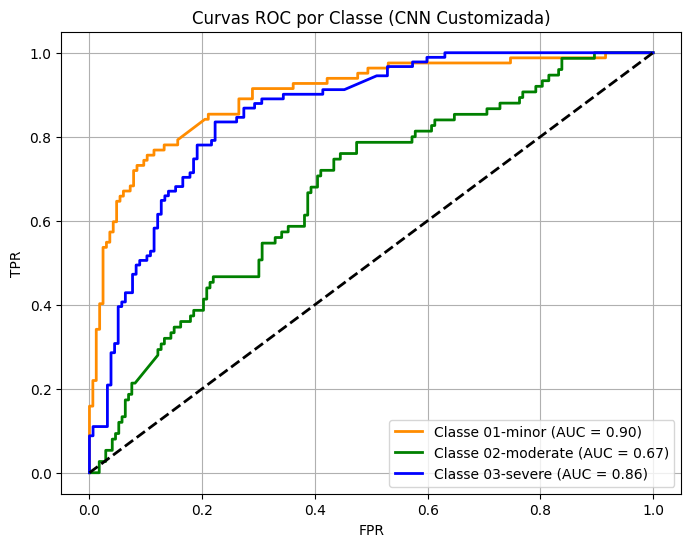 Curvas ROC por Classe (CNN Customizada)
TPR
1.0
0.8
0.6
0.4
0.2
0.0
0.0 0.2 0.4 0.6 0.8 1.0
FPR
Classe 01-minor (AUC = 0.90)
Classe 02-moderate (AUC = 0.67)
Classe 03-severe (AUC = 0.86)